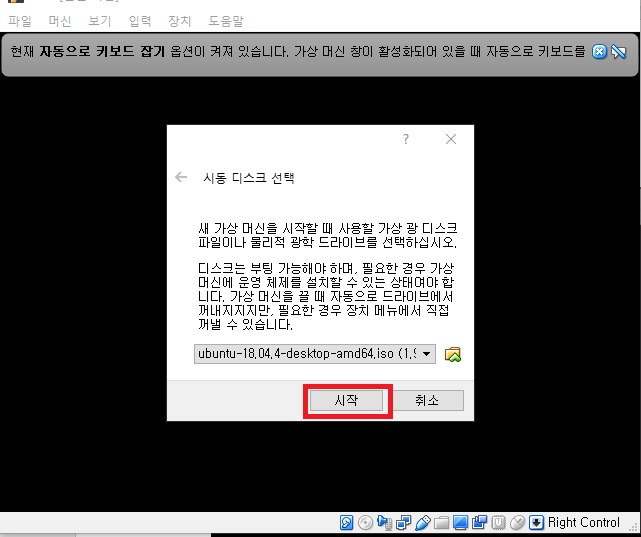 파일 머신 보기 입력 장치 도움말
현재 자동으로 키보드 잡기 옵션이 켜져 있습니다. 가상 머신 창이 활성화되어 있을 때 자동으로 키보드를
?
시동 디스크 선택
새 가상 머신을 시작할 때 사용할 가상 광 디스크
파일이나 물리적 광학 드라이브를 선택하십시오.
디스크는 부팅 가능해야 하며, 필요한 경우 가상
머신에 운영 체제를 설치할 수 있는 상태여야 합
니다. 가상 머신을 끌 때 자동으로 드라이브에서
꺼내지지지만, 필요한 경우 장치 메뉴에서 직접
꺼낼 수 있습니다.
ubuntu-18.04.4-desktop-amd64.iso (1.9
시작 취소
Right Control